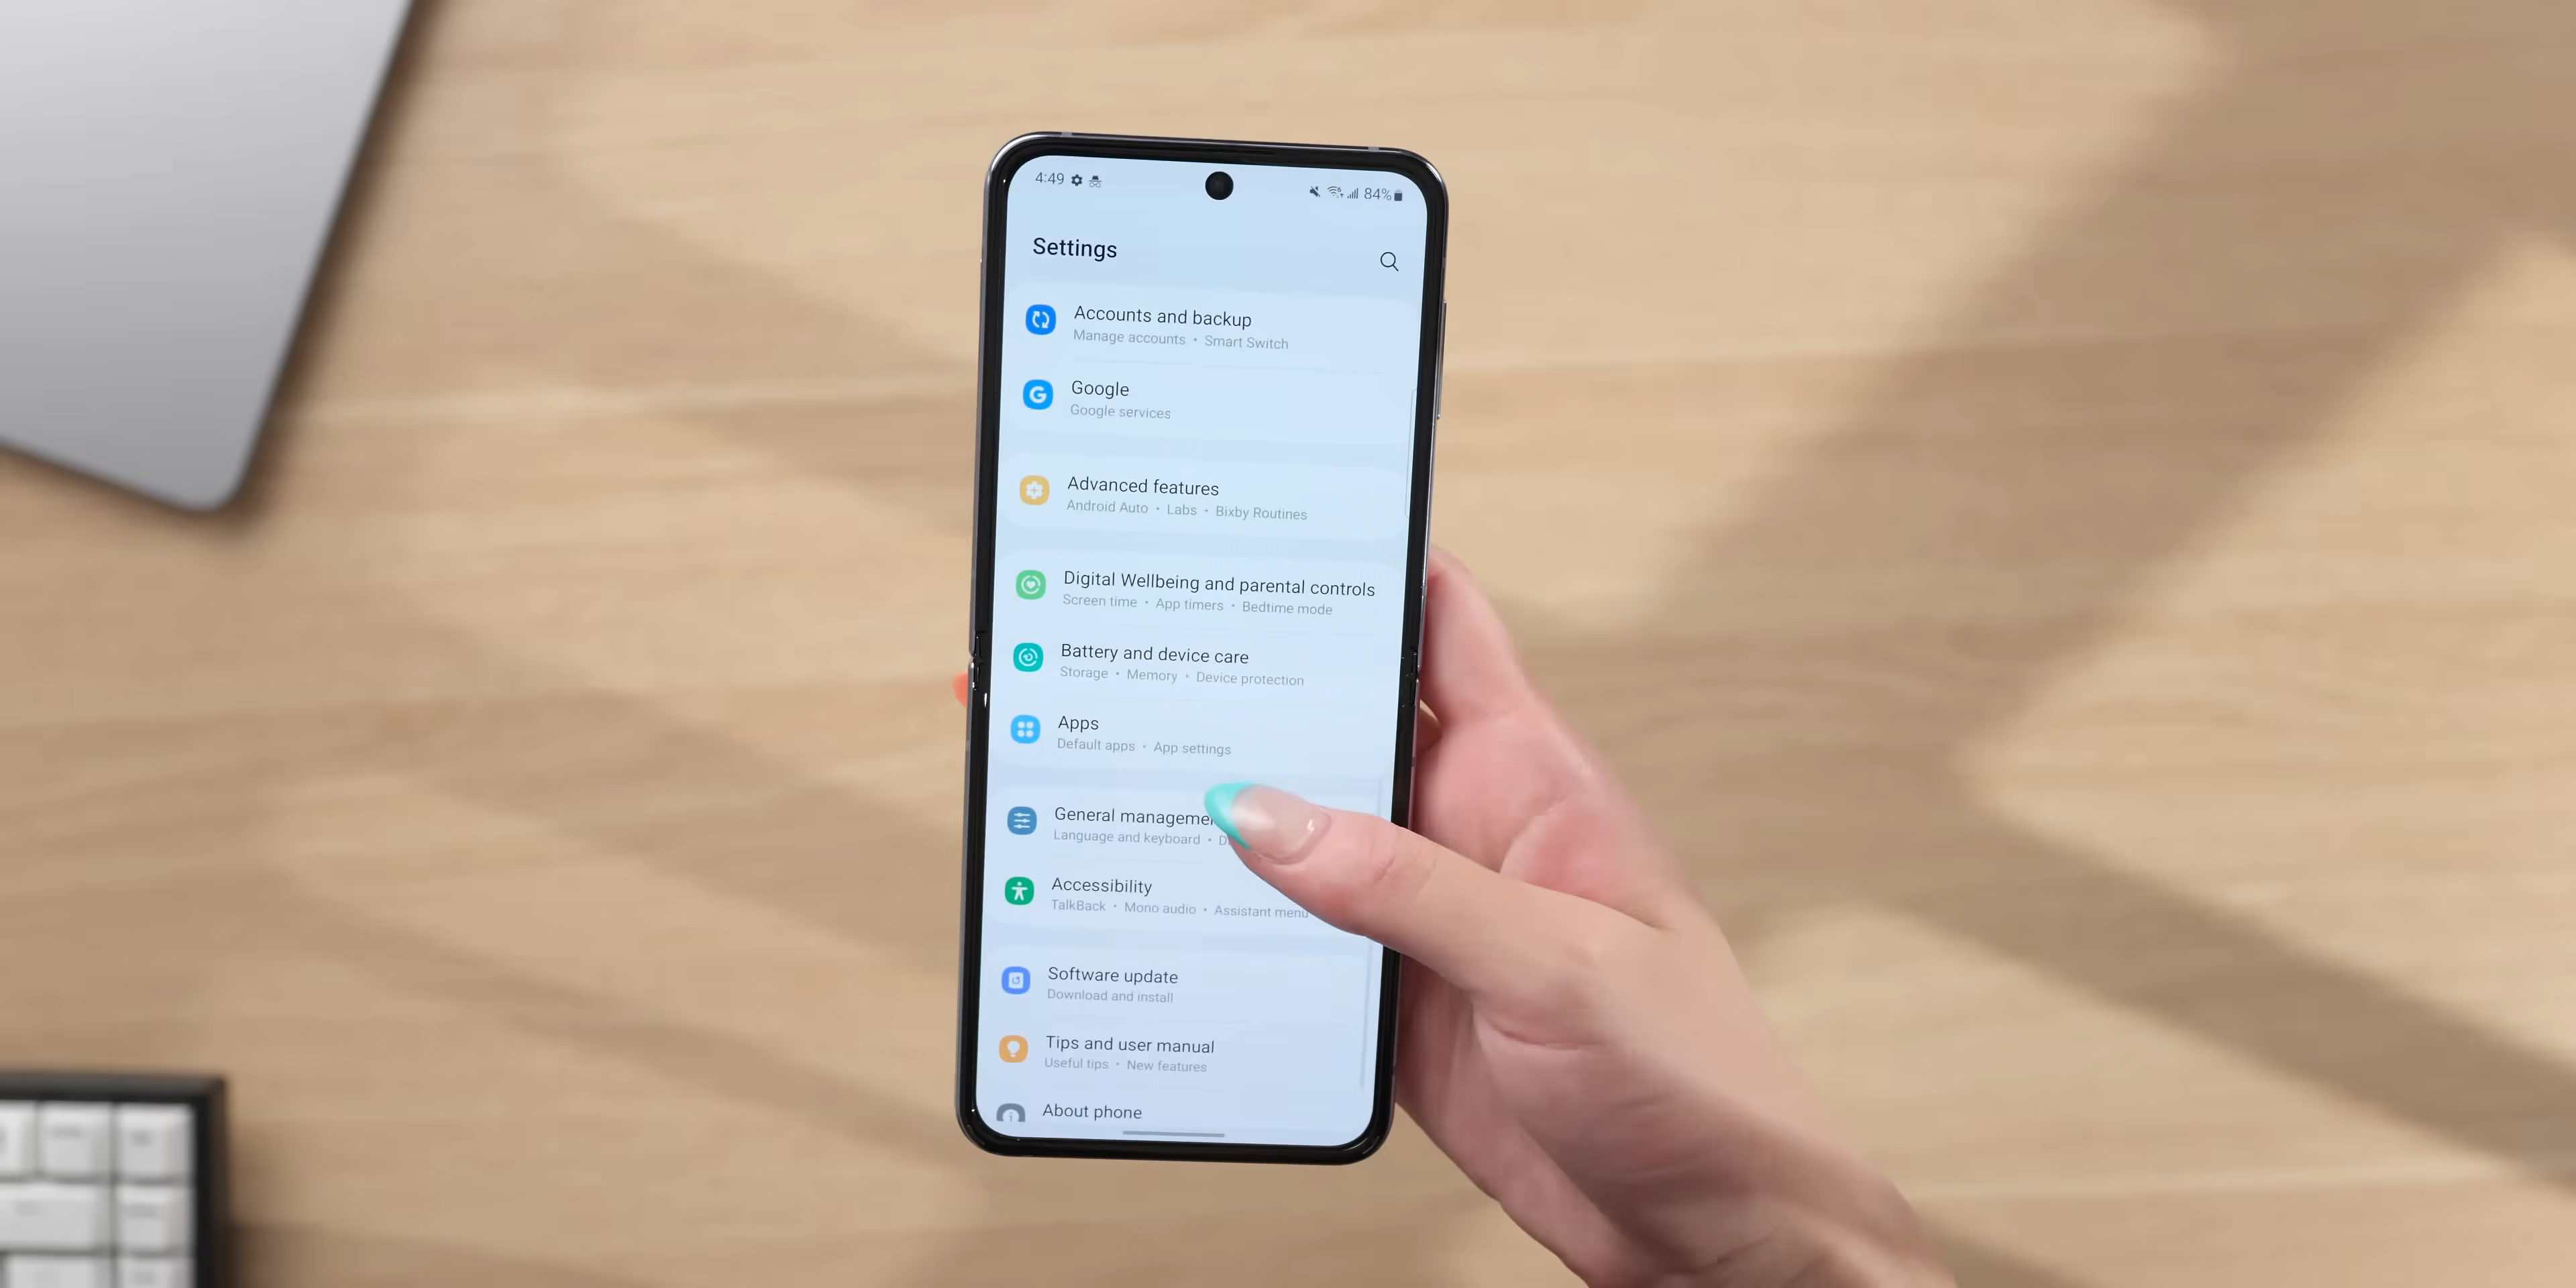 4:49 84%
Settings
Accounts and backup
Manage accounts • Smart Switch
Google
Google services
Advanced features
Android Auto • Labs • Bixby Routines
Digital Wellbeing and parental controls
Screen time • App timers • Bedtime mode
Battery and device care
Storage • Memory • Device protection
Apps
Default apps • App settings
General
Language and keyboard •
Accessibility
TalkBack • Mono audio • Assistant menu
Software update
Download and install
Tips and user manual
Useful tips • New features
About phone